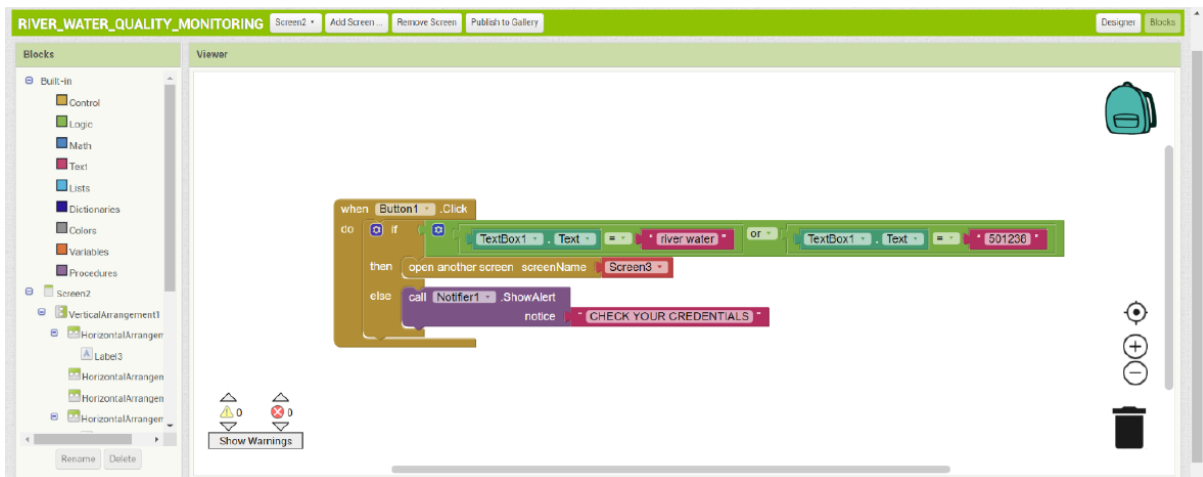 RIVER_WATER_QUALITY_MONITORING Screen2 Add Screen ... Remove Screen Publish to Gallery Designer Blocks
Blocks
Viewer
Built-in
Control
Logic
Math
Text
Lists
Dictionaries
Colors
Variables
Procedures
Screen2
VerticalArrangement1
HorizontalArrangem
Label3
HorizontalArrangem
HorizontalArrangem
HorizontalArrangem
Rename Delete
when Button1 .Click
do if TextBox1 . Text = " river water " or TextBox1 . Text = " 501238 "
then open another screen screenName Screen3
else call Notifier1 .ShowAlert
notice " CHECK YOUR CREDENTIALS "
0 0
Show Warnings